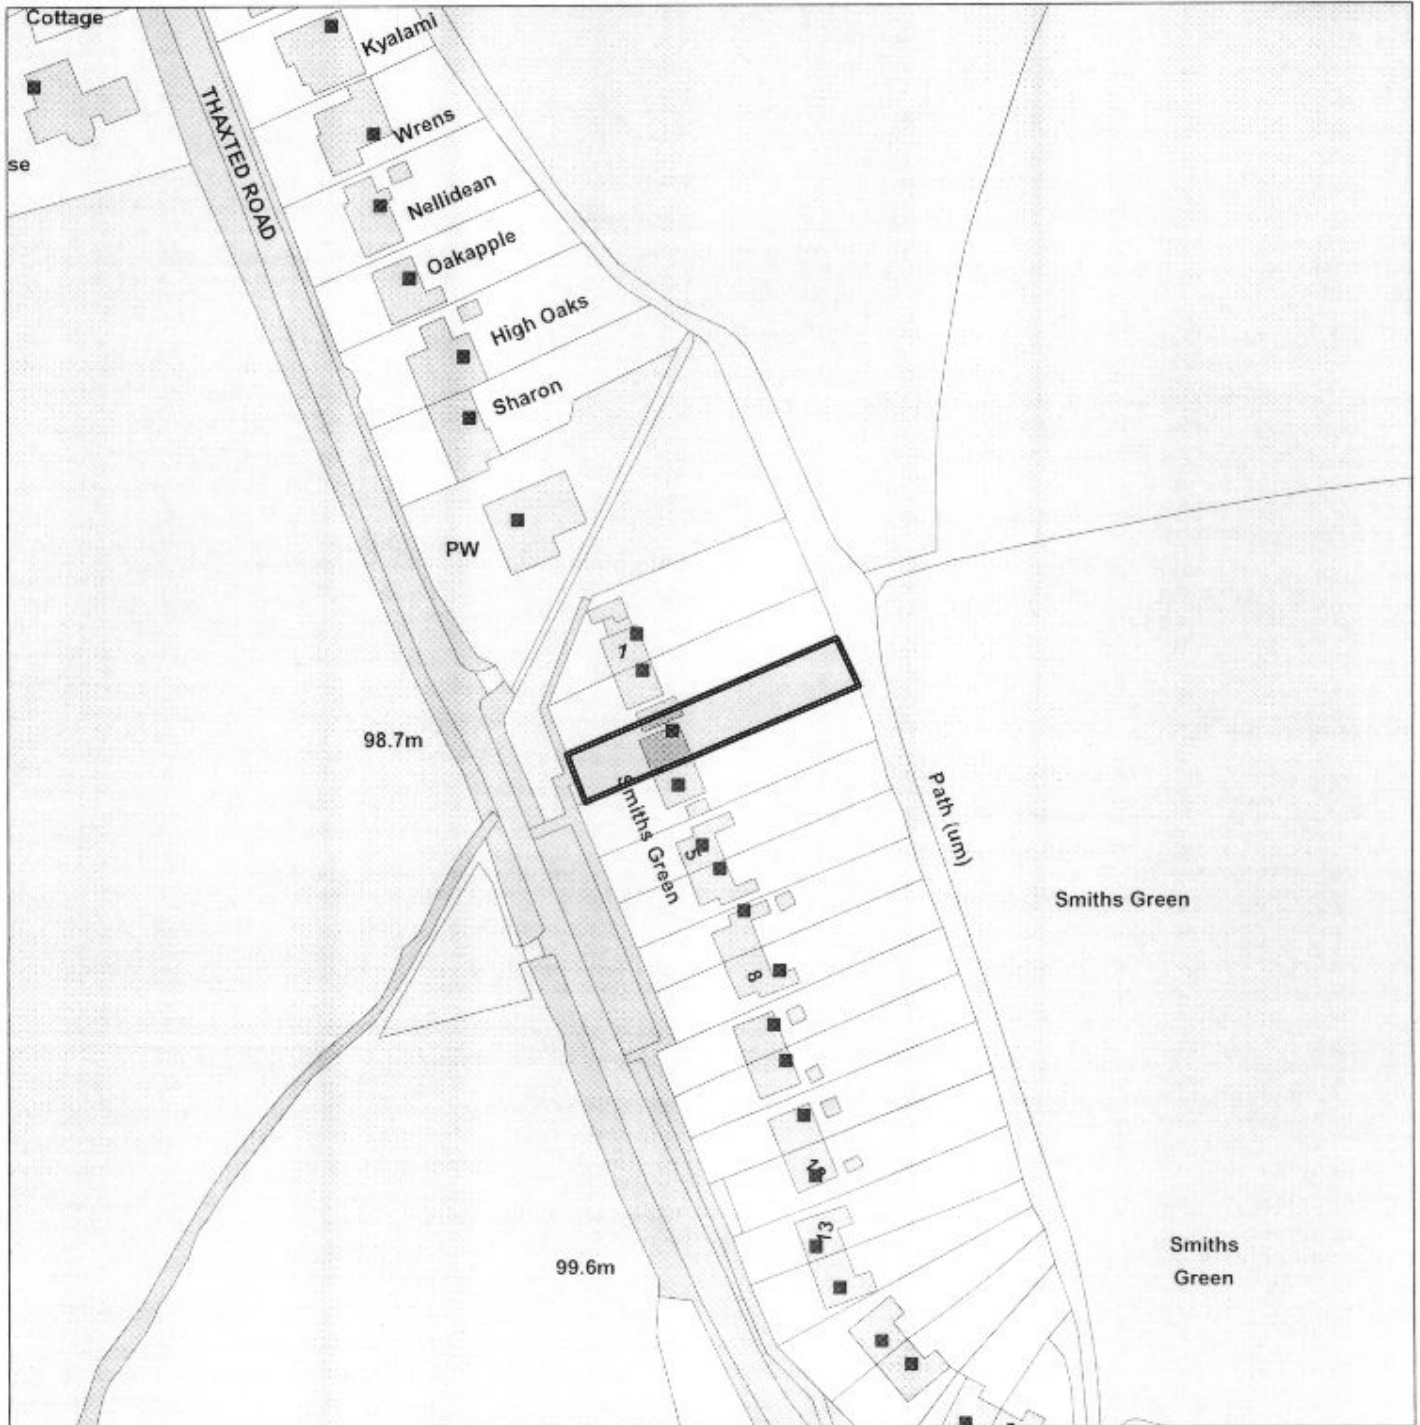 Cottage
Kyalami
Wrens
se
THAXTED ROAD
Nellidean
Oakapple
High Oaks
Sharon
PW
1
98.7m
Smiths Green
5
Path (um)
Smiths Green
8
13
99.6m
Smiths
Green